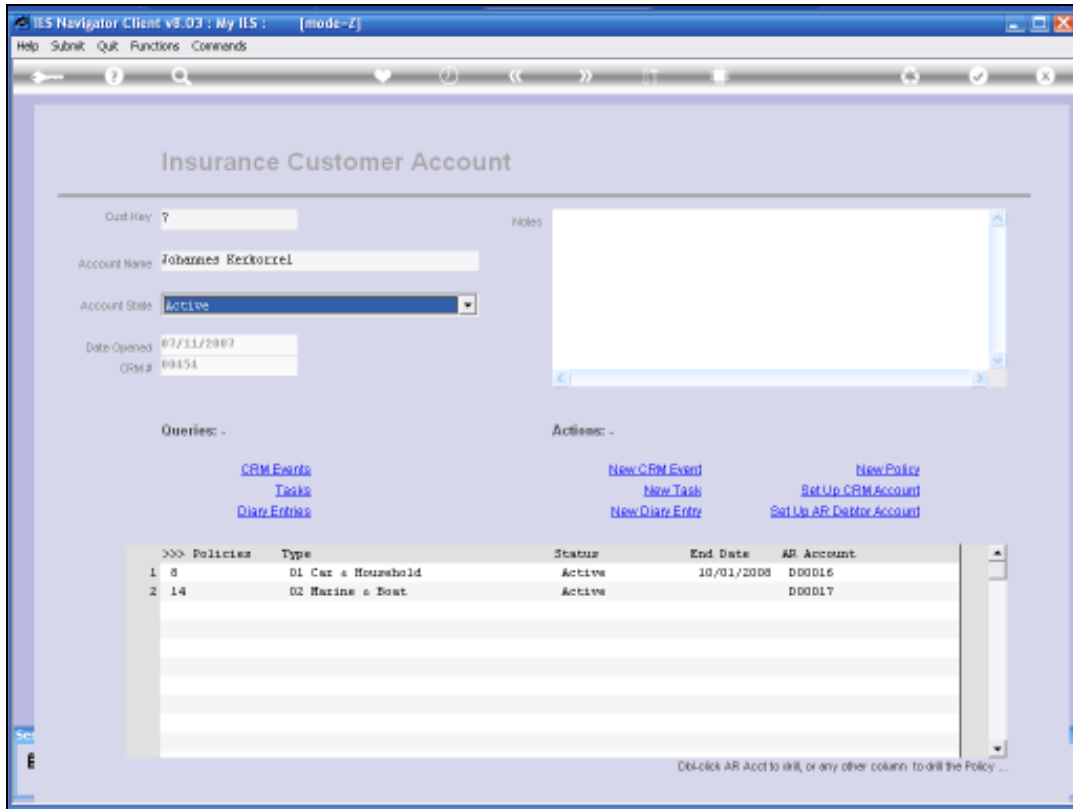 IES Navigator Client v8.03 : My IES : [mode-Z]
Help Submit Quit Functions Commands
Insurance Customer Account
Cust Key 7
Notes
Account Name Johannes Kerkorrel
Account State Active
Date Opened 07/11/2007
CRM # 00454
Queries: -
Actions: -
CRM Events New CRM Event New Policy
Tasks New Task Set Up CRM Account
Diary Entries New Diary Entry Set Up AR Debtor Account
>>> Policies Type Status End Date AR Account
1 8 01 Car & Household Active 10/01/2008 D00016
2 14 02 Marine & Boat Active D00017
Dbl-click AR Acct to drill, or any other column to drill the Policy ...